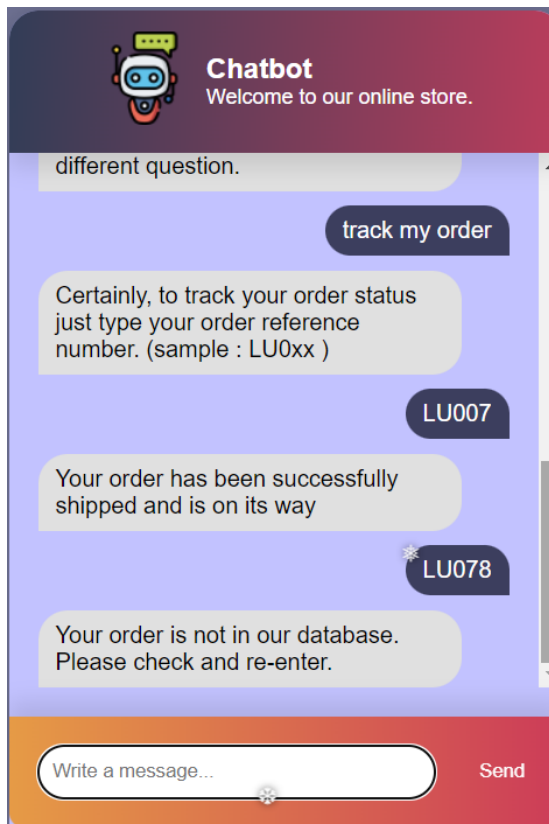 Chatbot
Welcome to our online store.
different question.
track my order
Certainly, to track your order status
just type your order reference
number. (sample : LU0xx )
LU007
Your order has been successfully
shipped and is on its way
LU078
Your order is not in our database.
Please check and re-enter.
Write a message...
Send